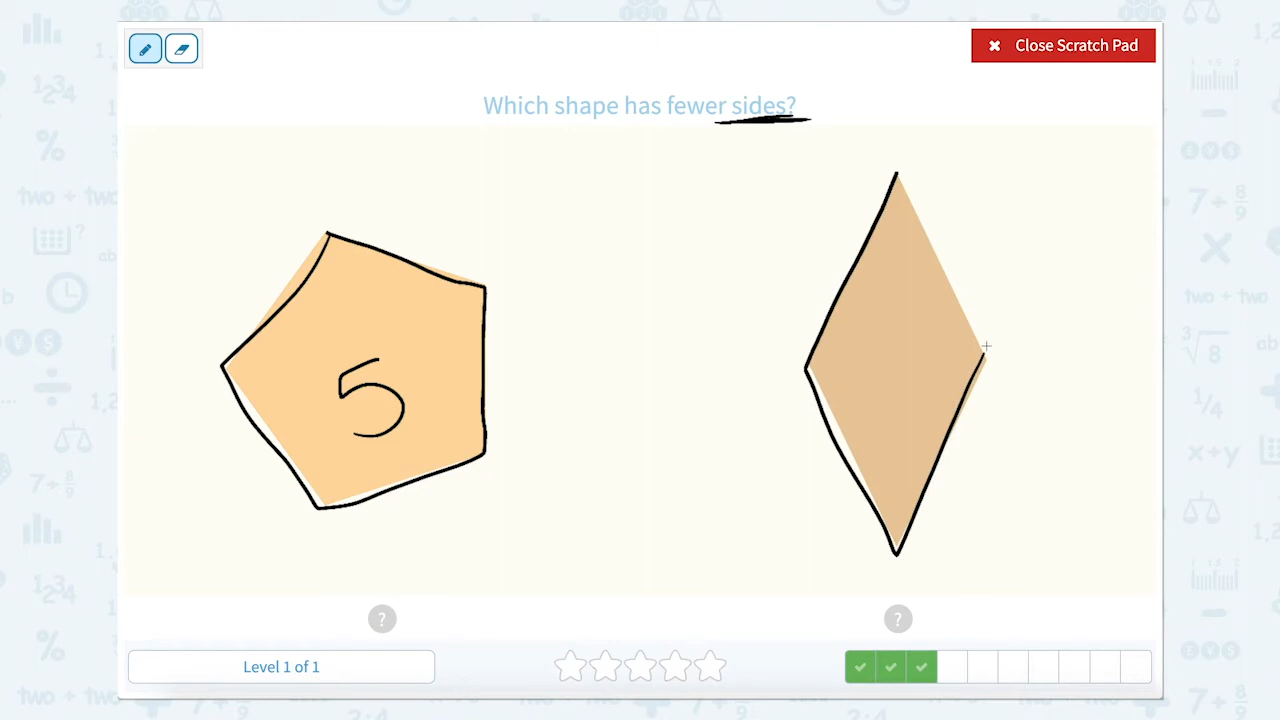 Close Scratch Pad
Which shape has fewer sides?
5
? ?
Level 1 of 1